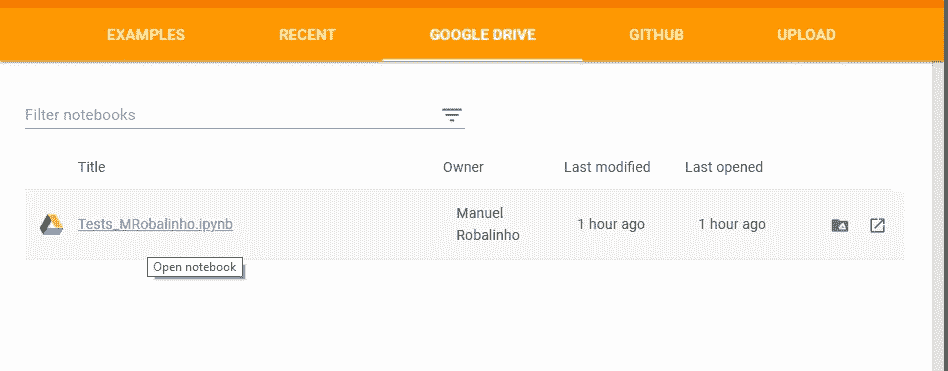 EXAMPLES RECENT GOOGLE DRIVE GITHUB UPLOAD
Filter notebooks
Title Owner Last modified Last opened
Tests_MRobalinho.ipynb Manuel Robalinho 1 hour ago 1 hour ago
Open notebook